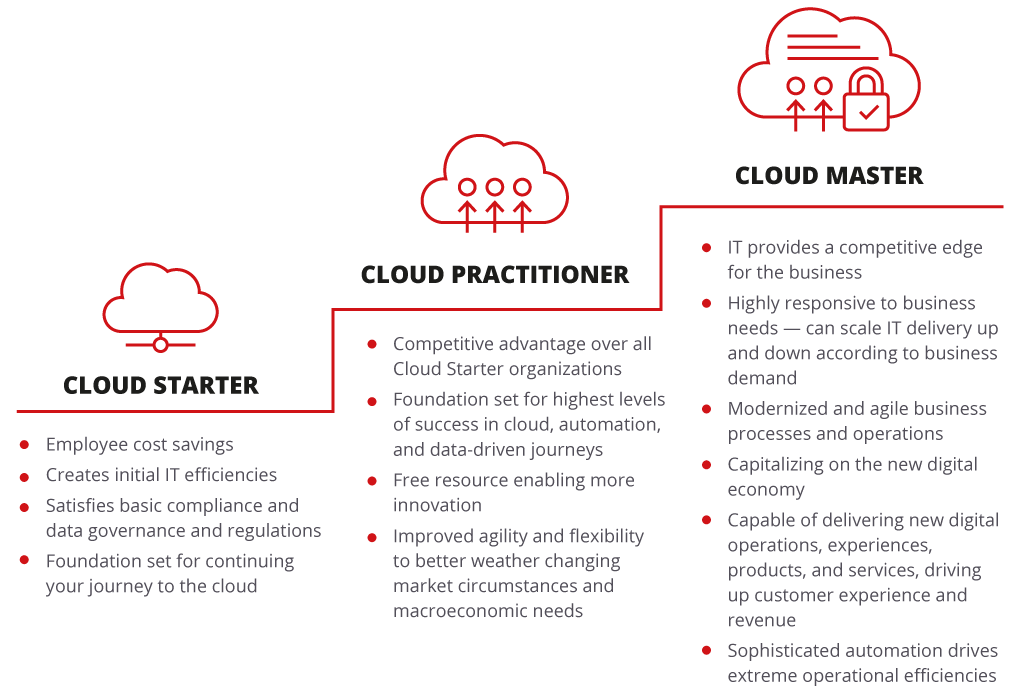 CLOUD MASTER
CLOUD PRACTITIONER
CLOUD STARTER
Employee cost savings
Creates initial IT efficiencies
Satisfies basic compliance and
data governance and regulations
Foundation set for continuing
your journey to the cloud
Competitive advantage over all
Cloud Starter organizations
Foundation set for highest levels
of success in cloud, automation,
and data-driven journeys
Free resource enabling more
innovation
Improved agility and flexibility
to better weather changing
market circumstances and
macroeconomic needs
IT provides a competitive edge
for the business
Highly responsive to business
needs — can scale IT delivery up
and down according to business
demand
Modernized and agile business
processes and operations
Capitalizing on the new digital
economy
Capable of delivering new digital
operations, experiences,
products, and services, driving
up customer experience and
revenue
Sophisticated automation drives
extreme operational efficiencies